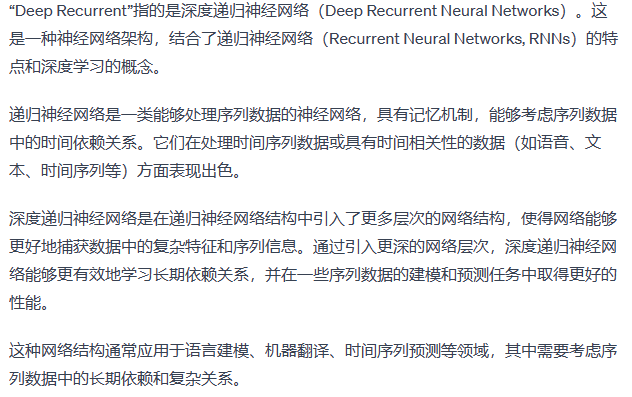 “Deep Recurrent”指的是深度递归神经网络（Deep Recurrent Neural Networks）。这
是一种神经网络架构，结合了递归神经网络（Recurrent Neural Networks, RNNs）的特
点和深度学习的概念。
递归神经网络是一类能够处理序列数据的神经网络，具有记忆机制，能够考虑序列数据
中的时间依赖关系。它们在处理时间序列数据或具有时间相关性的数据（如语音、文
本、时间序列等）方面表现出色。
深度递归神经网络是在递归神经网络结构中引入了更多层次的网络结构，使得网络能够
更好地捕获数据中的复杂特征和序列信息。通过引入更深的网络层次，深度递归神经网
络能够更有效地学习长期依赖关系，并在一些序列数据的建模和预测任务中取得更好的
性能。
这种网络结构通常应用于语言建模、机器翻译、时间序列预测等领域，其中需要考虑序
列数据中的长期依赖和复杂关系。